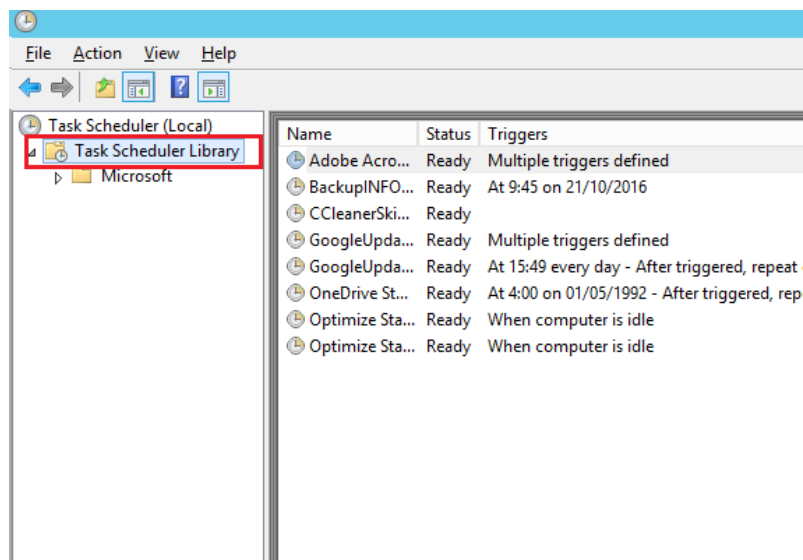 File Action View Help
Task Scheduler (Local)
Task Scheduler Library
Microsoft
Name Status Triggers
Adobe Acro... Ready Multiple triggers defined
BackupINFO... Ready At 9:45 on 21/10/2016
CCleanerSki... Ready
GoogleUpda... Ready Multiple triggers defined
GoogleUpda... Ready At 15:49 every day - After triggered, repeat
OneDrive St... Ready At 4:00 on 01/05/1992 - After triggered, rep
Optimize Sta... Ready When computer is idle
Optimize Sta... Ready When computer is idle